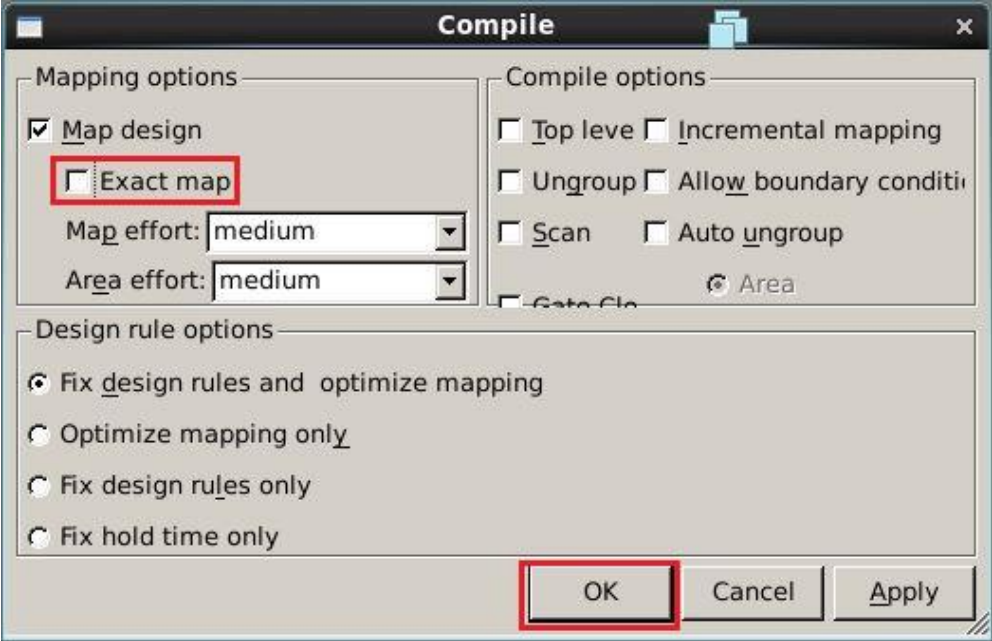 Compile
Mapping options
Map design
Exact map
Map effort: medium
Area effort: medium
Compile options
Top leve Incremental mapping
Ungroup Allow boundary conditi
Scan Auto ungroup
Area
Gate Clo
Design rule options
Fix design rules and optimize mapping
Optimize mapping only
Fix design rules only
Fix hold time only
OK Cancel Apply